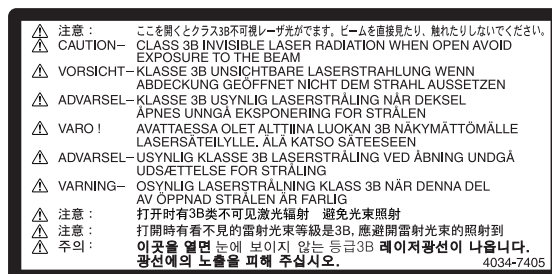 注意： ここを開くとクラス3B不可視レーザ光がでます。ビームを直接見たり、触れたりしないでください。
CAUTION– CLASS 3B INVISIBLE LASER RADIATION WHEN OPEN AVOID
EXPOSURE TO THE BEAM
VORSICHT– KLASSE 3B UNSICHTBARE LASERSTRAHLUNG WENN
ABDECKUNG GEÖFFNET NICHT DEM STRAHL AUSSETZEN
ADVARSEL– KLASSE 3B USYNLIG LASERSTRÅLING NÅR DEKSEL
ÅPNES UNNGÅ EKSPONERING FOR STRÅLEN
VARO ! AVATTAESSA OLET ALTTIINA LUOKAN 3B NÄKYMÄTTÖMÄLLE
LASERSÄTEILYLLE. ÄLÄ KATSO SÄTEESEEN
ADVARSEL– USYNLIG KLASSE 3B LASERSTRÅLING VED ÅBNING UNDGÅ
UDSÆTTELSE FOR STRÅLING
VARNING– OSYNLIG LASERSTRÅLNING KLASS 3B NÄR DENNA DEL
AV ÖPPNAD STRÅLEN ÄR FARLIG
注意： 打开时有3B类不可见激光辐射 避免光束照射
注意： 打開時有看不見的雷射光束等級是3B, 應避開雷射光束的照射到
주의 : 이곳을 열면 눈에 보이지 않는 등급3B 레이저광선이 나옵니다.
광선에의 노출을 피해 주십시오. 4034-7405